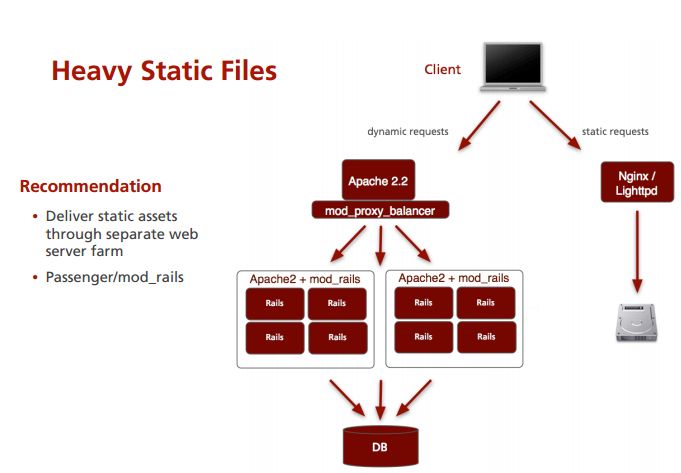 Heavy Static Files
Client
dynamic requests
static requests
Apache 2.2
mod_proxy_balancer
Nginx /
Lighttpd
Recommendation
• Deliver static assets
through separate web
server farm
• Passenger/mod_rails
Apache2 + mod_rails
Rails
Rails
Rails
Rails
Apache2 + mod_rails
Rails
Rails
Rails
Rails
DB